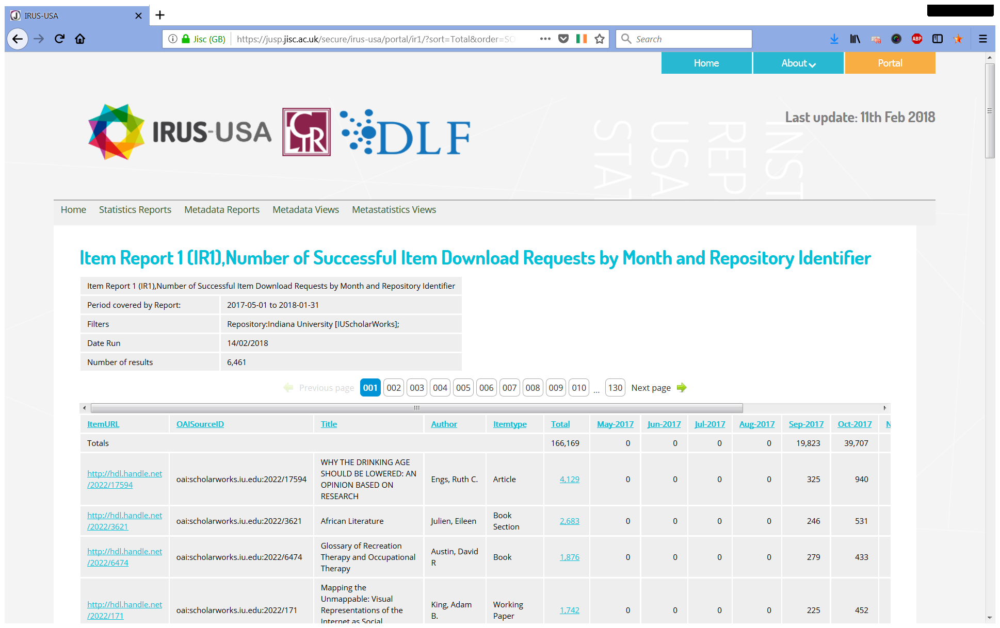 IRUS-USA
Jisc (GB) https://jusp.jisc.ac.uk/secure/irus-usa/portal/ir1/?sort=Total&order=SO
Search
ABP
Home About Portal
IRUS-USA CLIR DLF
Last update: 11th Feb 2018
INST
REP
USA
STAT
Home Statistics Reports Metadata Reports Metadata Views Metastatistics Views
Item Report 1 (IR1),Number of Successful Item Download Requests by Month and Repository Identifier
Item Report 1 (IR1),Number of Successful Item Download Requests by Month and Repository Identifier
Period covered by Report: 2017-05-01 to 2018-01-31
Filters Repository:Indiana University [IUScholarWorks];
Date Run 14/02/2018
Number of results 6,461
Previous page 001 002 003 004 005 006 007 008 009 010 ... 130 Next page
ItemURL OAISourceID Title Author Itemtype Total May-2017 Jun-2017 Jul-2017 Aug-2017 Sep-2017 Oct-2017 N
Totals 166,169 0 0 0 0 19,823 39,707
http://hdl.handle.net
/2022/17594
oai:scholarworks.iu.edu:2022/17594
WHY THE DRINKING AGE
SHOULD BE LOWERED: AN
OPINION BASED ON
RESEARCH
Engs, Ruth C. Article 4,129 0 0 0 0 325 940
http://hdl.handle.net
/2022/3621
oai:scholarworks.iu.edu:2022/3621
African Literature
Julien, Eileen
Book
Section
2,683 0 0 0 0 246 531
http://hdl.handle.net
/2022/6474
oai:scholarworks.iu.edu:2022/6474
Glossary of Recreation
Therapy and Occupational
Therapy
Austin, David
R
Book 1,876 0 0 0 0 279 433
http://hdl.handle.net
/2022/171
oai:scholarworks.iu.edu:2022/171
Mapping the
Unmappable: Visual
Representations of the
Internet as Social
King, Adam
B.
Working
Paper
1,742 0 0 0 0 225 452